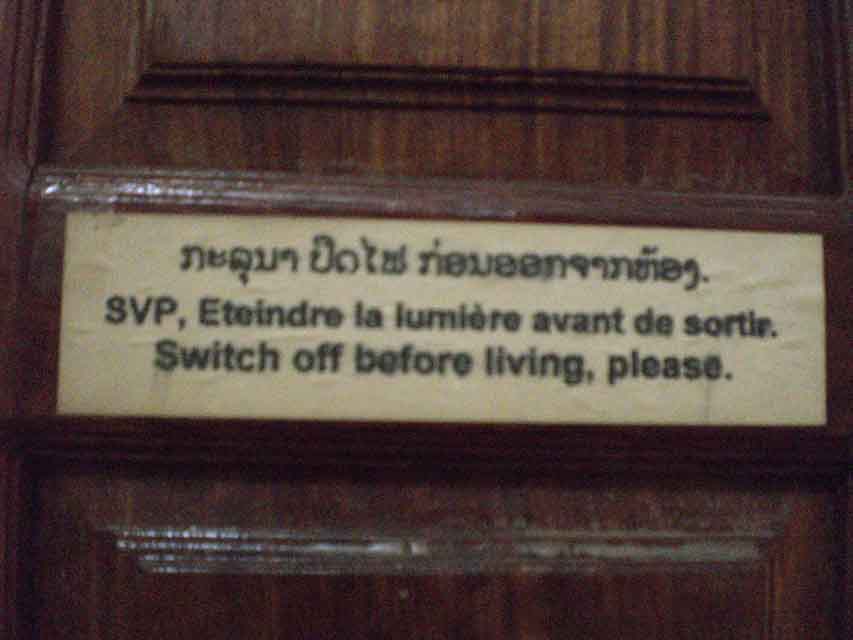 ກະລຸນາ ປິດໄຟ ກ່ອນອອກຈາກຫ້ອງ.
SVP, Eteindre la lumière avant de sortir.
Switch off before living, please.